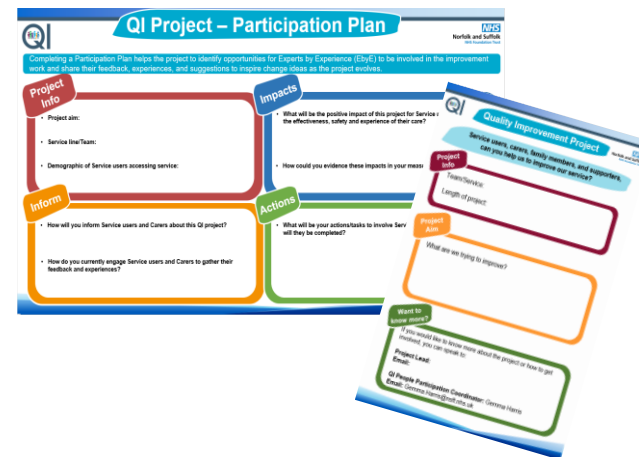 QI
QI Project – Participation Plan
NHS
Norfolk and Suffolk
NHS Foundation Trust
Completing a Participation Plan helps the project to identify opportunities for Experts by Experience (EbyE) to be involved in the improvement
work and share their feedback, experiences, and suggestions to inspire change ideas as the project evolves.
Project
Info
• Project aim:
• Service line/Team:
• Demographic of Service users accessing service:
Impacts
• What will be the positive impact of this project for Service
the effectiveness, safety and experience of their care?
• How could you evidence these impacts in your
Inform
• How will you inform Service users and Carers about this QI project?
• How do you currently engage Service users and Carers to gather their
feedback and experiences?
Actions
• What will be your actions/tasks to involve
will they be completed?
QI
Quality Improvement Project
Norfolk and Suffolk
Service users, carers, family members, and supporters,
can you help us to improve our service?
Project
Info
Team/Service:
Length of project:
Project
Aim
What are we trying to improve?
Want to
know more?
If you would like to know more about the project or how to get
involved, you can speak to:
Project Lead:
Email:
QI People Participation Coordinator: Gemma Harris
Email: Gemma.Harris@nsft.nhs.uk